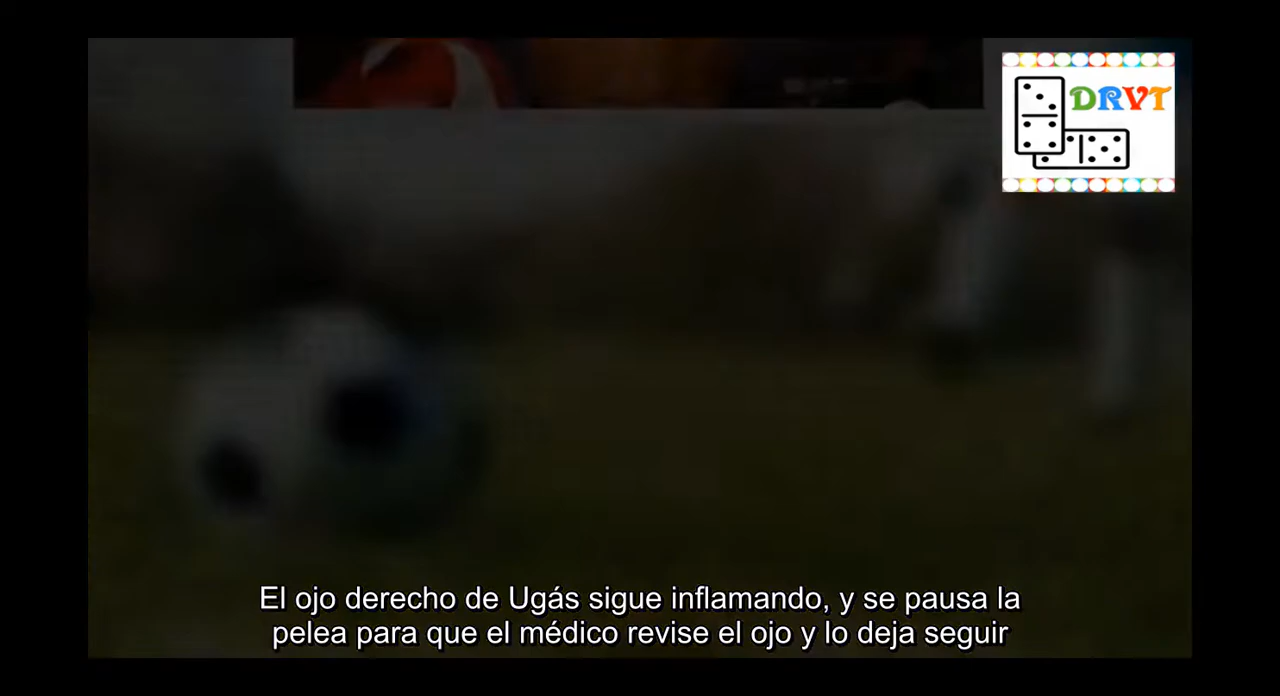 DRVT
El ojo derecho de Ugás sigue inflamando, y se pausa la
pelea para que el médico revise el ojo y lo deja seguir